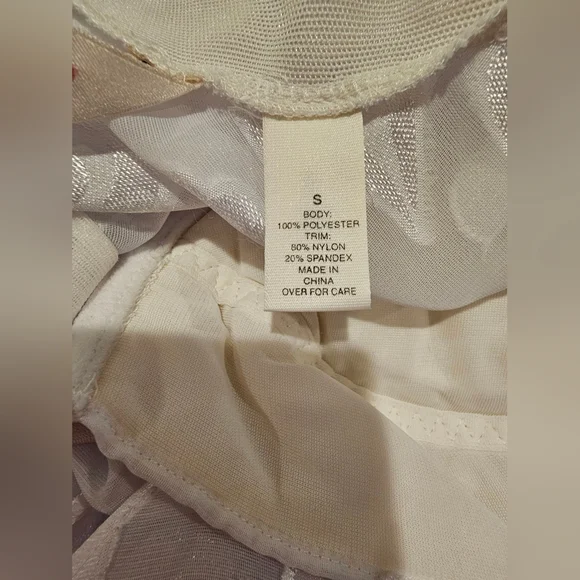 S
BODY:
100% POLYESTER
TRIM:
80% NYLON
20% SPANDEX
MADE IN
CHINA
OVER FOR CARE